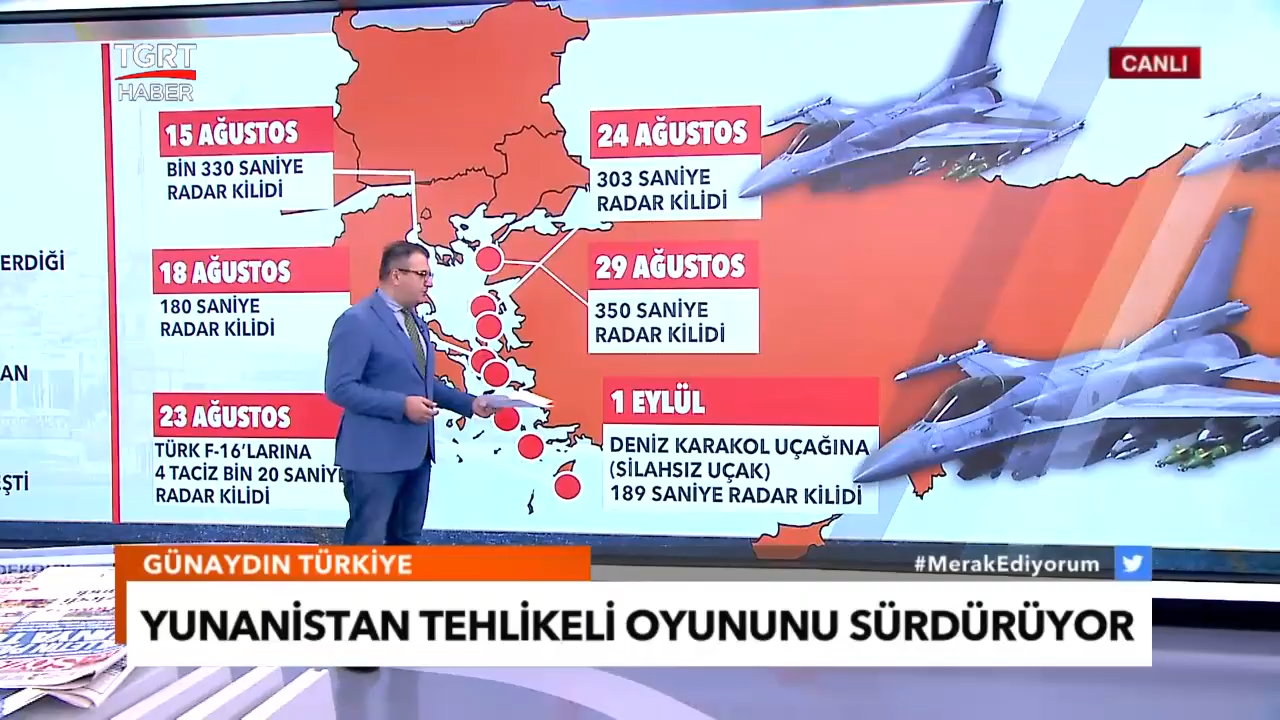 TGRT
HABER
CANLI
15 AĞUSTOS
BİN 330 SANİYE
RADAR KİLİDİ
24 AĞUSTOS
303 SANİYE
RADAR KİLİDİ
ERDİĞİ
18 AĞUSTOS
180 SANİYE
RADAR KİLİDİ
29 AĞUSTOS
350 SANİYE
RADAR KİLİDİ
AN
23 AĞUSTOS
TÜRK F-16'LARINA
4 TACİZ BİN 20 SANİYE
RADAR KİLİDİ
1 EYLÜL
DENİZ KARAKOL UÇAĞINA
(SİLAHSIZ UÇAK)
189 SANİYE RADAR KİLİDİ
ŞTİ
GÜNAYDIN TÜRKİYE
#MerakEdiyorum
YUNANİSTAN TEHLİKELİ OYUNUNU SÜRDÜRÜYOR